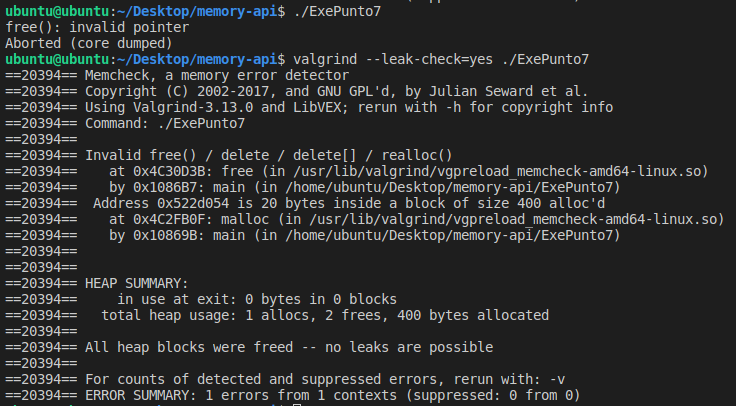 ubuntu@ubuntu:~/Desktop/memory-api$ ./ExePunto7
free(): invalid pointer
Aborted (core dumped)
ubuntu@ubuntu:~/Desktop/memory-api$ valgrind --leak-check=yes ./ExePunto7
==20394== Memcheck, a memory error detector
==20394== Copyright (C) 2002-2017, and GNU GPL'd, by Julian Seward et al.
==20394== Using Valgrind-3.13.0 and LibVEX; rerun with -h for copyright info
==20394== Command: ./ExePunto7
==20394==
==20394== Invalid free() / delete / delete[] / realloc()
==20394==    at 0x4C30D3B: free (in /usr/lib/valgrind/vgpreload_memcheck-amd64-linux.so)
==20394==    by 0x1086B7: main (in /home/ubuntu/Desktop/memory-api/ExePunto7)
==20394==  Address 0x522d054 is 20 bytes inside a block of size 400 alloc'd
==20394==    at 0x4C2FB0F: malloc (in /usr/lib/valgrind/vgpreload_memcheck-amd64-linux.so)
==20394==    by 0x10869B: main (in /home/ubuntu/Desktop/memory-api/ExePunto7)
==20394==
==20394==
==20394== HEAP SUMMARY:
==20394==     in use at exit: 0 bytes in 0 blocks
==20394==   total heap usage: 1 allocs, 2 frees, 400 bytes allocated
==20394==
==20394== All heap blocks were freed -- no leaks are possible
==20394==
==20394== For counts of detected and suppressed errors, rerun with: -v
==20394== ERROR SUMMARY: 1 errors from 1 contexts (suppressed: 0 from 0)